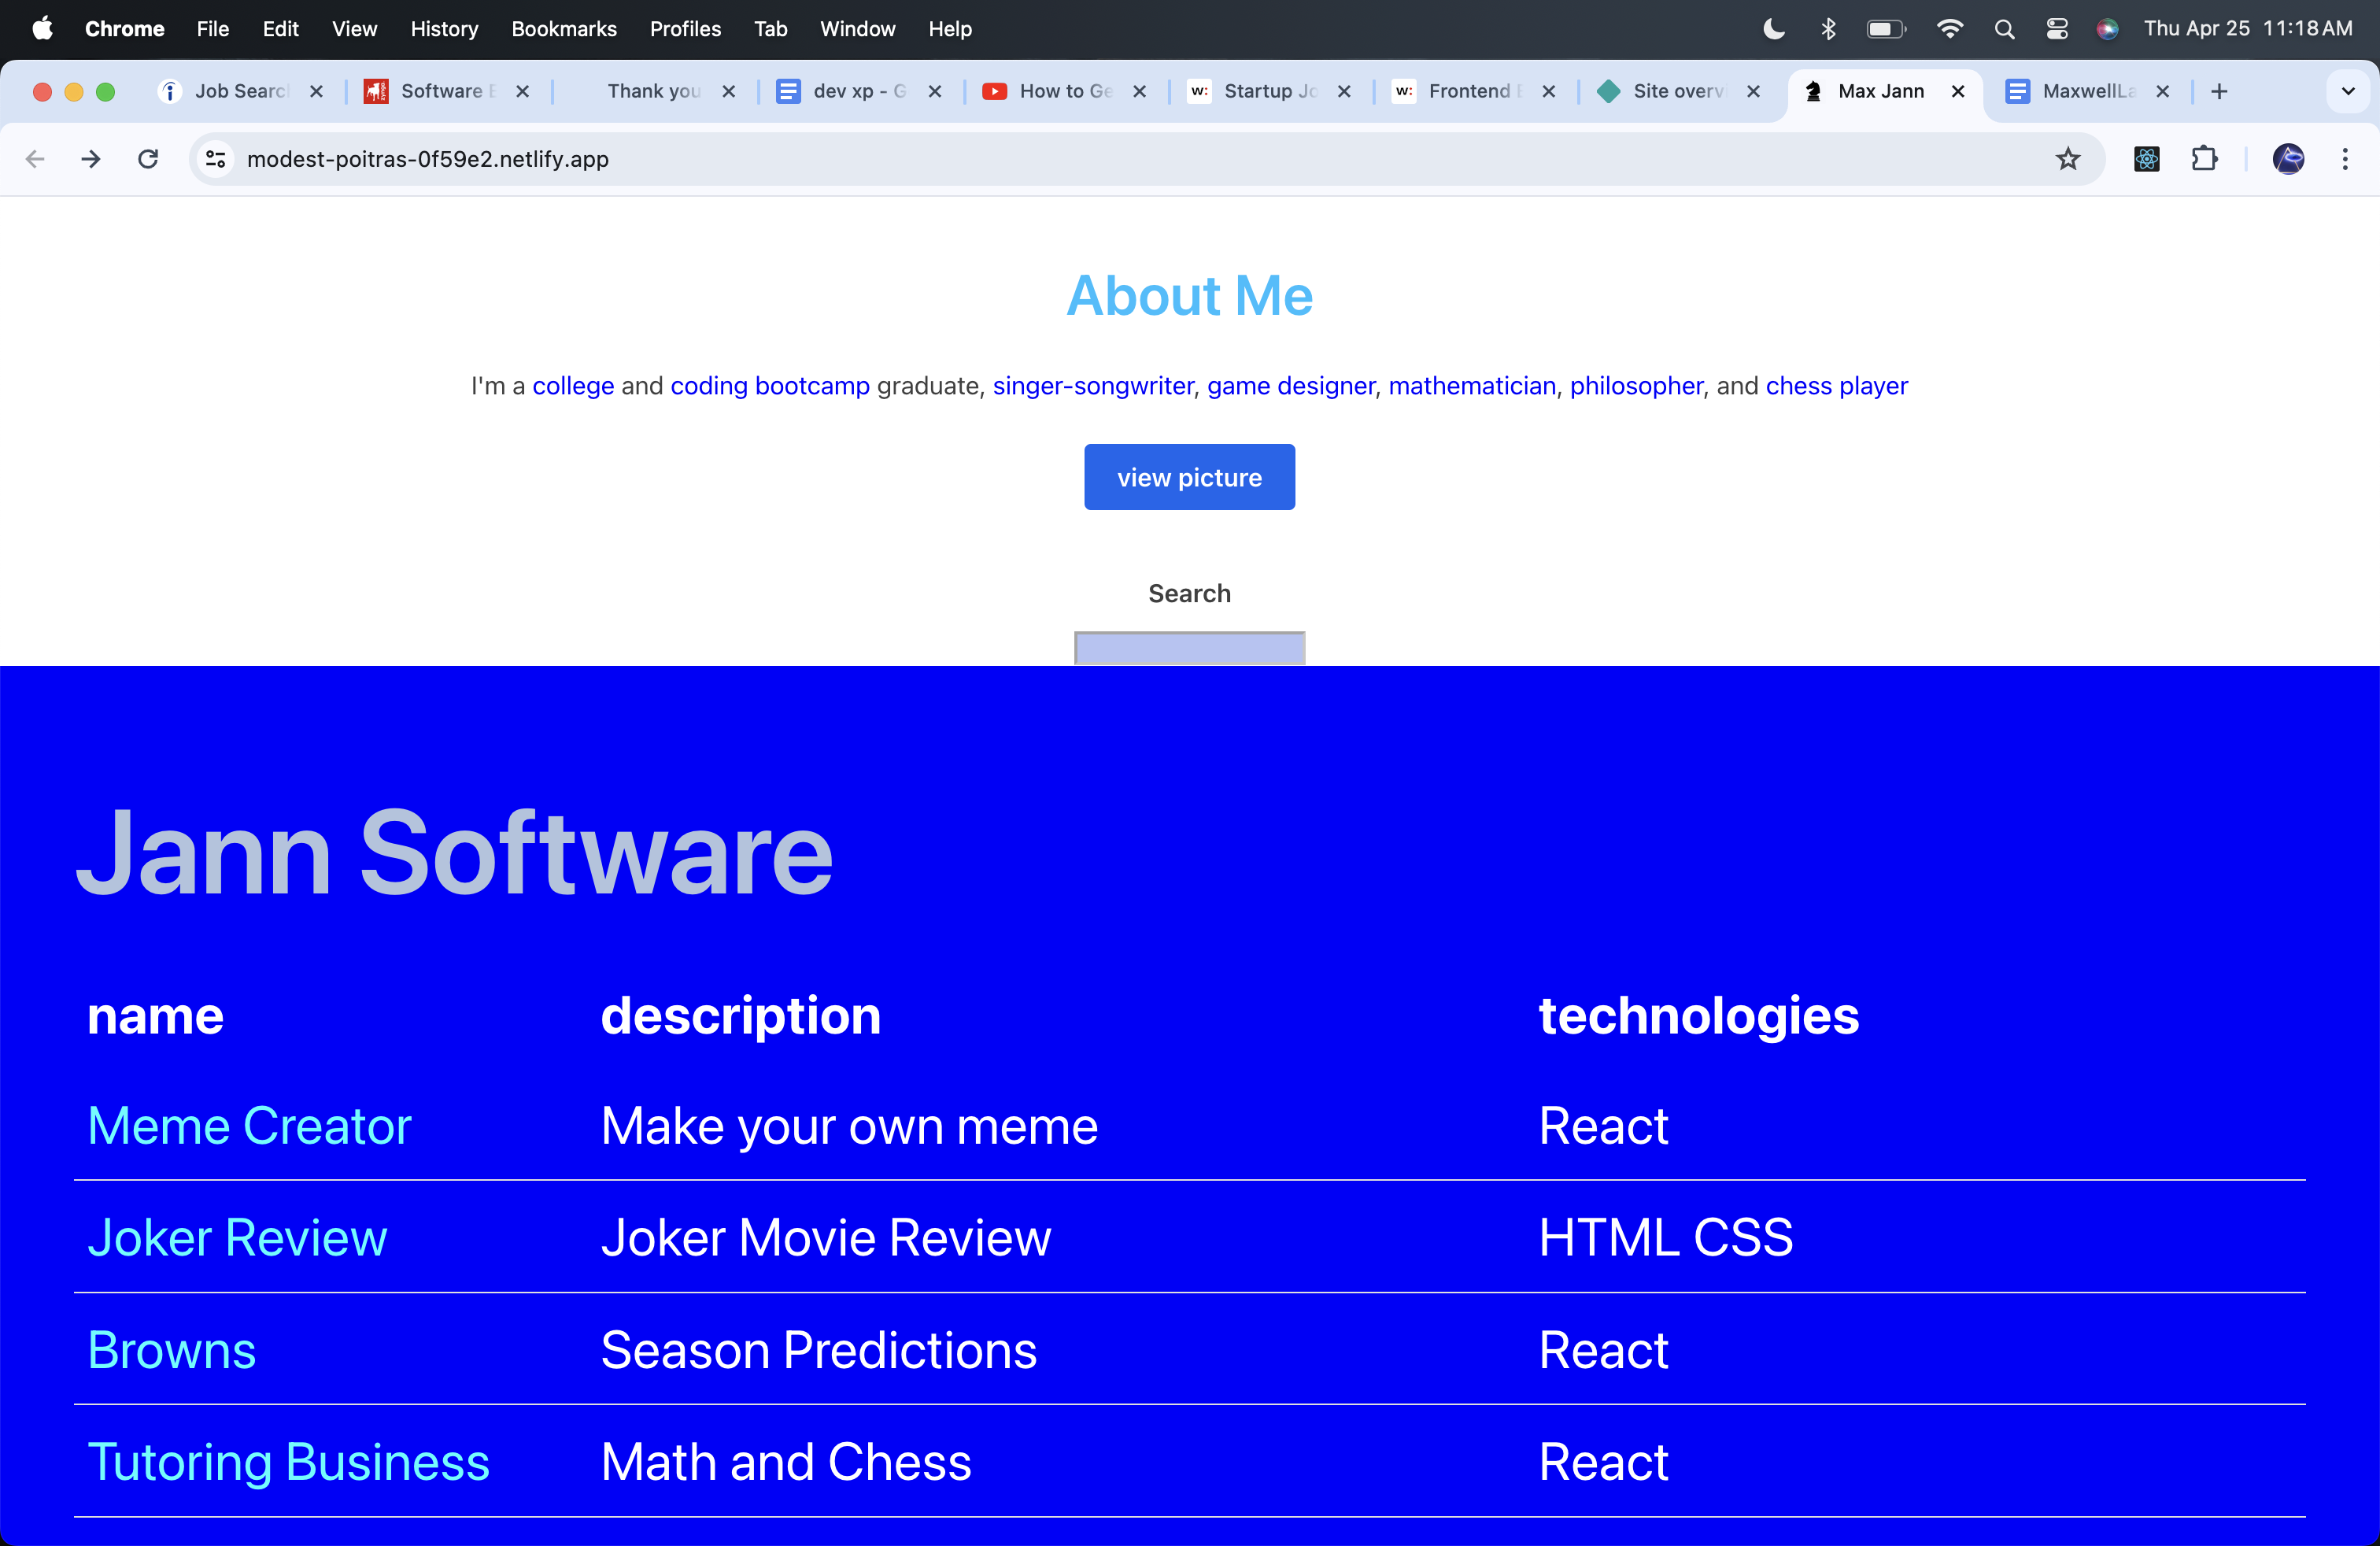 Chrome File Edit View History Bookmarks Profiles Tab Window Help Thu Apr 25 11:18 AM
Job Searc Software E Thank you dev xp - G How to Ge w: Startup Jo w: Frontend E Site overv Max Jann MaxwellLa
modest-poitras-0f59e2.netlify.app
About Me
I'm a college and coding bootcamp graduate, singer-songwriter, game designer, mathematician, philosopher, and chess player
view picture
Search
Jann Software
name description technologies
Meme Creator Make your own meme React
Joker Review Joker Movie Review HTML CSS
Browns Season Predictions React
Tutoring Business Math and Chess React